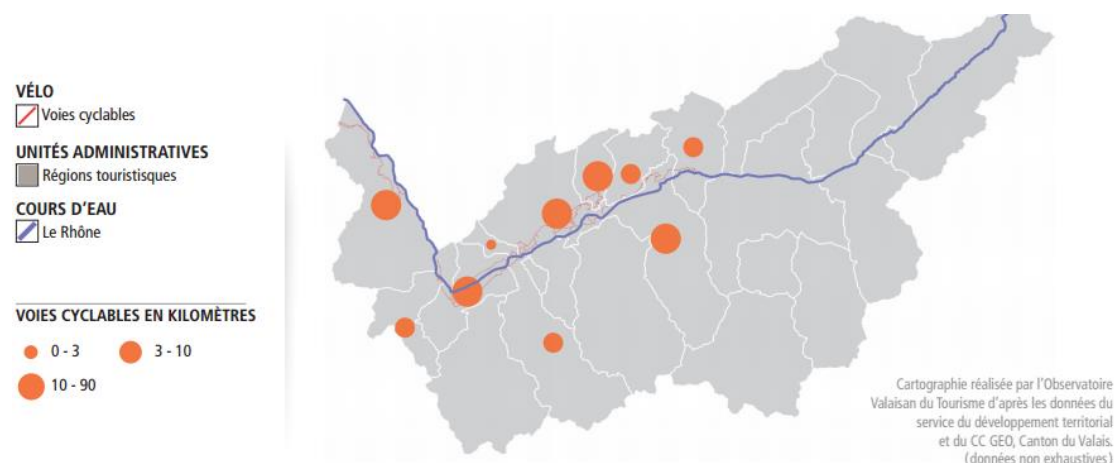 VÉLO
Voies cyclables
UNITÉS ADMINISTRATIVES
Régions touristisques
COURS D'EAU
Le Rhône
VOIES CYCLABLES EN KILOMÈTRES
0 - 3
3 - 10
10 - 90
Cartographie réalisée par l'Observatoire
Valaisan du Tourisme d'après les données du
service du développement territorial
et du CC GEO, Canton du Valais.
(données non exhaustives)